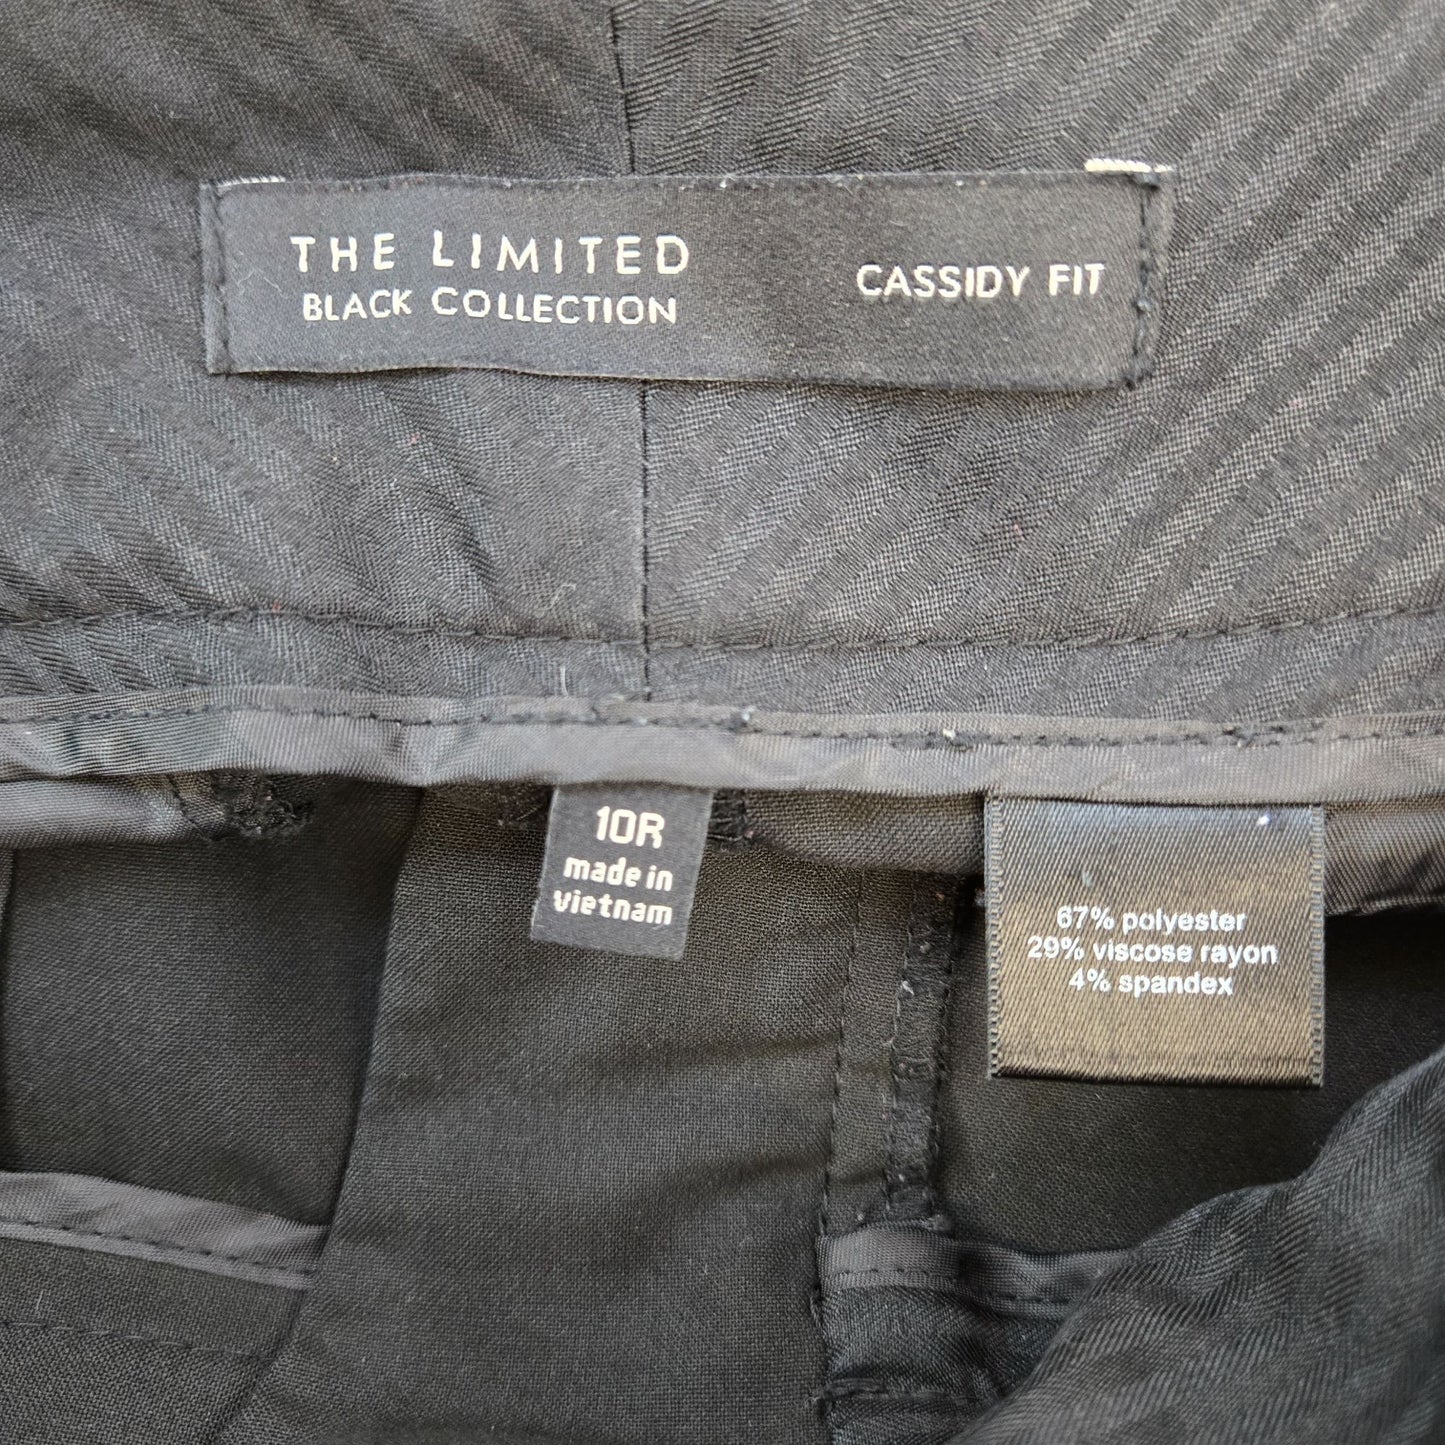 THE LIMITED
BLACK COLLECTION
CASSIDY FIT
10R
made in
vietnam
67% polyester
29% viscose rayon
4% spandex